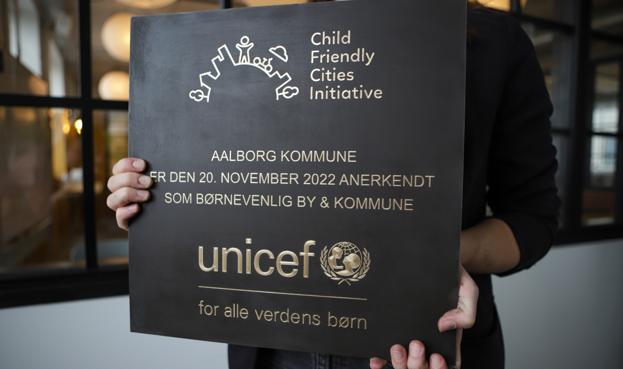 Child
Friendly
Cities
Initiative
AALBORG KOMMUNE
ER DEN 20. NOVEMBER 2022 ANERKENDT
SOM BØRNEVENLIG BY & KOMMUNE
unicef
for alle verdens børn